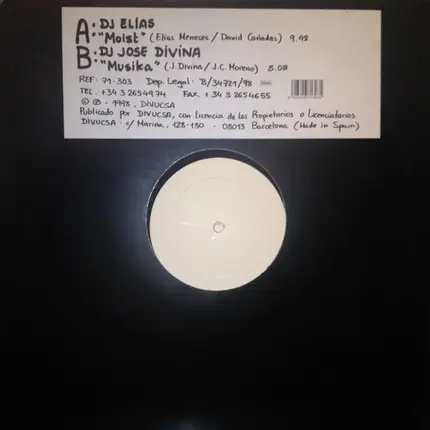 A: DJ ELÍAS
"Moist" (Elías Meneses / David Cañadas) 9.48
B: DJ JOSE DIVINA
"Musika" (J. Divina / J.C. Moreno) 8.08
REF: 71-303 Dep. Legal: B/34721/98
TEL. +34 3 2654974 FAX. +34 3 2654655
© ℗ - 1998, DIVUCSA.
Publicado por DIVUCSA, con licencia de los Propietarios o Licenciatarios
DIVUCSA: c/ Marina, 128-130 - 08013 Barcelona (Made in Spain)